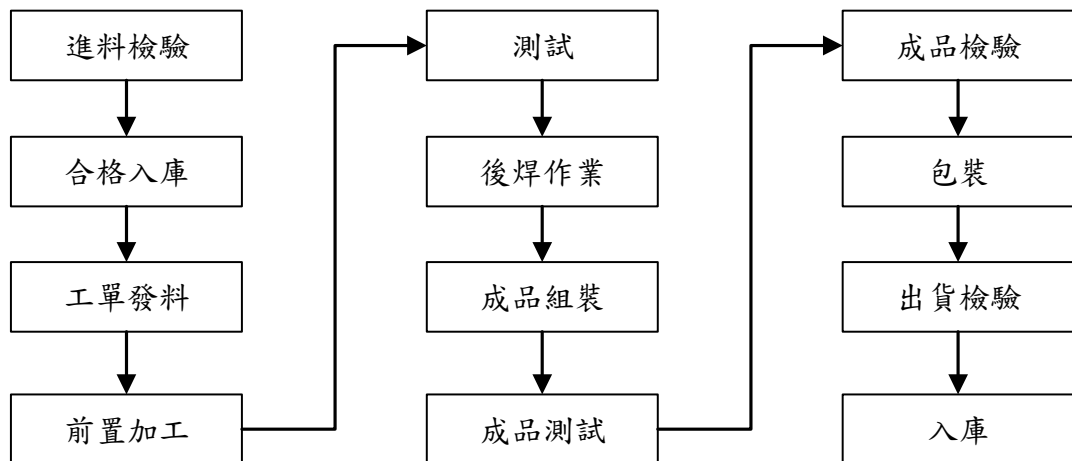 進料檢驗
合格入庫
工單發料
前置加工
測試
後焊作業
成品組裝
成品測試
成品檢驗
包裝
出貨檢驗
入庫